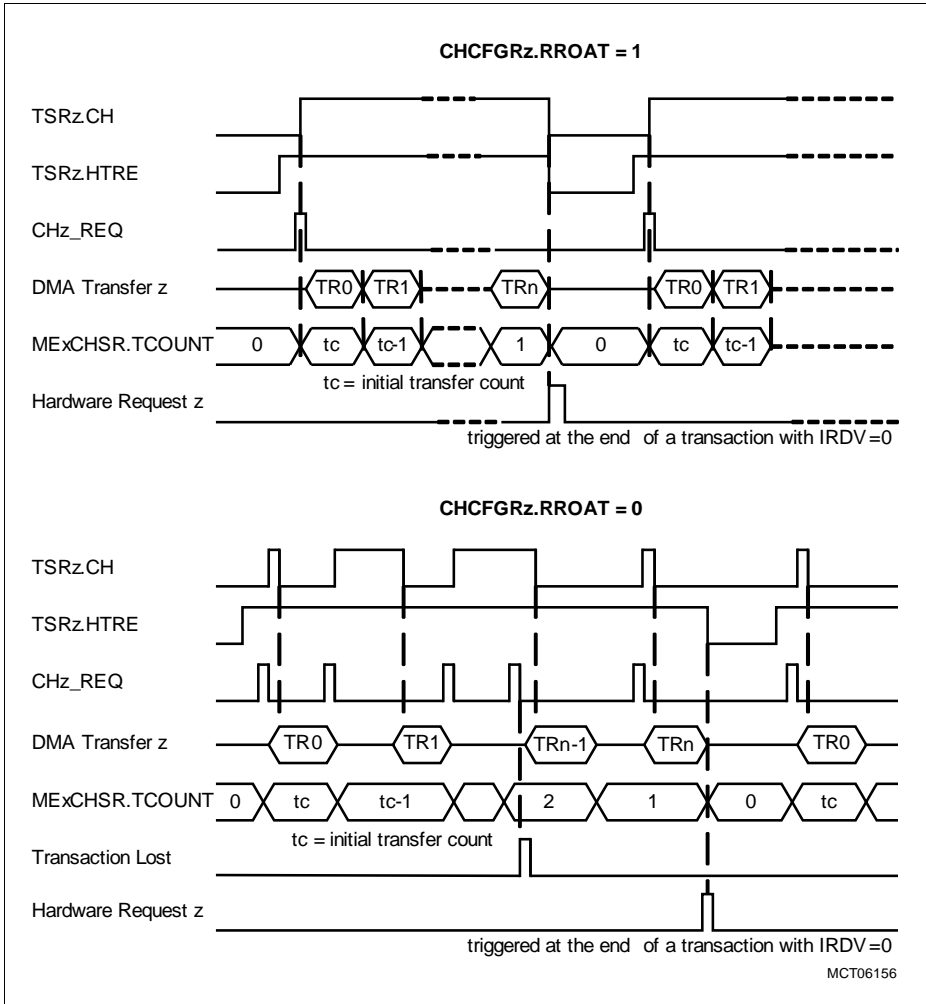 CHCFGRz.RROAT = 1
TSRz.CH
TSRz.HTRE
CHz_REQ
DMA Transfer z TR0 TR1 TRn TR0 TR1
MExCHSR.TCOUNT 0 tc tc-1 1 0 tc tc-1
tc = initial transfer count
Hardware Request z
triggered at the end of a transaction with IRDV=0
CHCFGRz.RROAT = 0
TSRz.CH
TSRz.HTRE
CHz_REQ
DMA Transfer z TR0 TR1 TRn-1 TRn TR0
MExCHSR.TCOUNT 0 tc tc-1 2 1 0 tc
tc = initial transfer count
Transaction Lost
Hardware Request z
triggered at the end of a transaction with IRDV=0
MCT06156